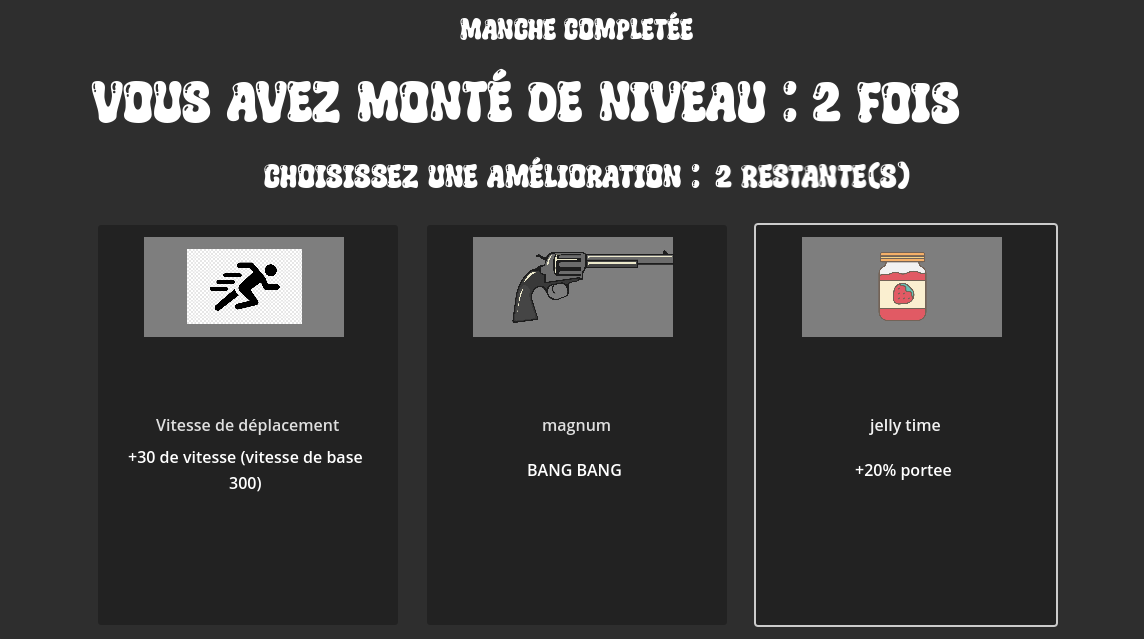 MANCHE COMPLETÉE
VOUS AVEZ MONTÉ DE NIVEAU : 2 FOIS
CHOISISSEZ UNE AMÉLIORATION : 2 RESTANTE(S)
Vitesse de déplacement
+30 de vitesse (vitesse de base
300)
magnum
BANG BANG
jelly time
+20% portee